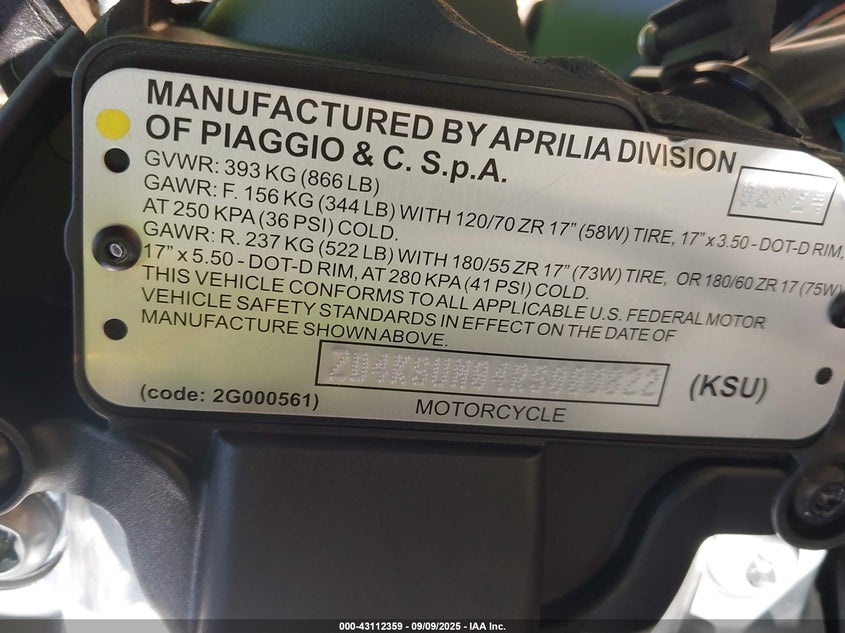 MANUFACTURED BY APRILIA DIVISION
OF PIAGGIO & C. S.p.A.
GVWR: 393 KG (866 LB)
GAWR: F. 156 KG (344 LB) WITH 120/70 ZR 17" (58W) TIRE, 17" x 3.50 - DOT-D RIM,
AT 250 KPA (36 PSI) COLD.
GAWR: R. 237 KG (522 LB) WITH 180/55 ZR 17" (73W) TIRE, OR 180/60 ZR 17 (75W)
17" x 5.50 - DOT-D RIM, AT 280 KPA (41 PSI) COLD.
THIS VEHICLE CONFORMS TO ALL APPLICABLE U.S. FEDERAL MOTOR
VEHICLE SAFETY STANDARDS IN EFFECT ON THE DATE OF
MANUFACTURE SHOWN ABOVE.
(KSU)
(code: 2G000561)
MOTORCYCLE
000-43112359 - 09/09/2025 - IAA Inc.